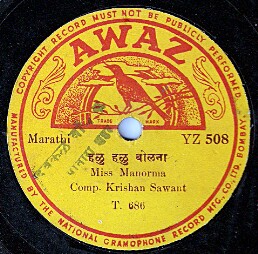 COPYRIGHT RECORD MUST NOT BE PUBLICLY PERFORMED
AWAZ
TRADE MARK
Marathi
YZ 508
हळु हळु बोलना
Miss Manorma
Comp. Krishan Sawant
T. 686
MANUFACTURED BY THE NATIONAL GRAMOPHONE RECORD MFG. CO. LTD. BOMBAY.